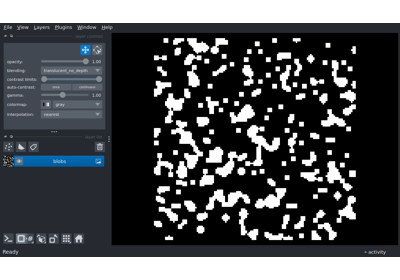 File View Layers Plugins Window Help
opacity: 1.00
blending: translucent_no_depth
contrast limits:
auto-contrast: once continuous
gamma: 1.00
colormap: gray
interpolation: nearest
blobs
Ready activity